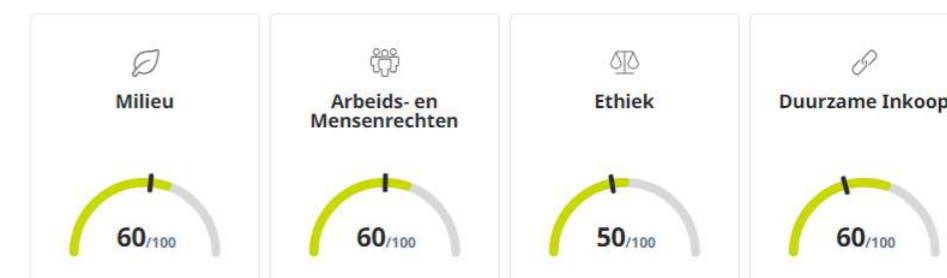 Milieu
Arbeids- en
Mensenrechten
Ethiek
Duurzame Inkoop
60/100
60/100
50/100
60/100